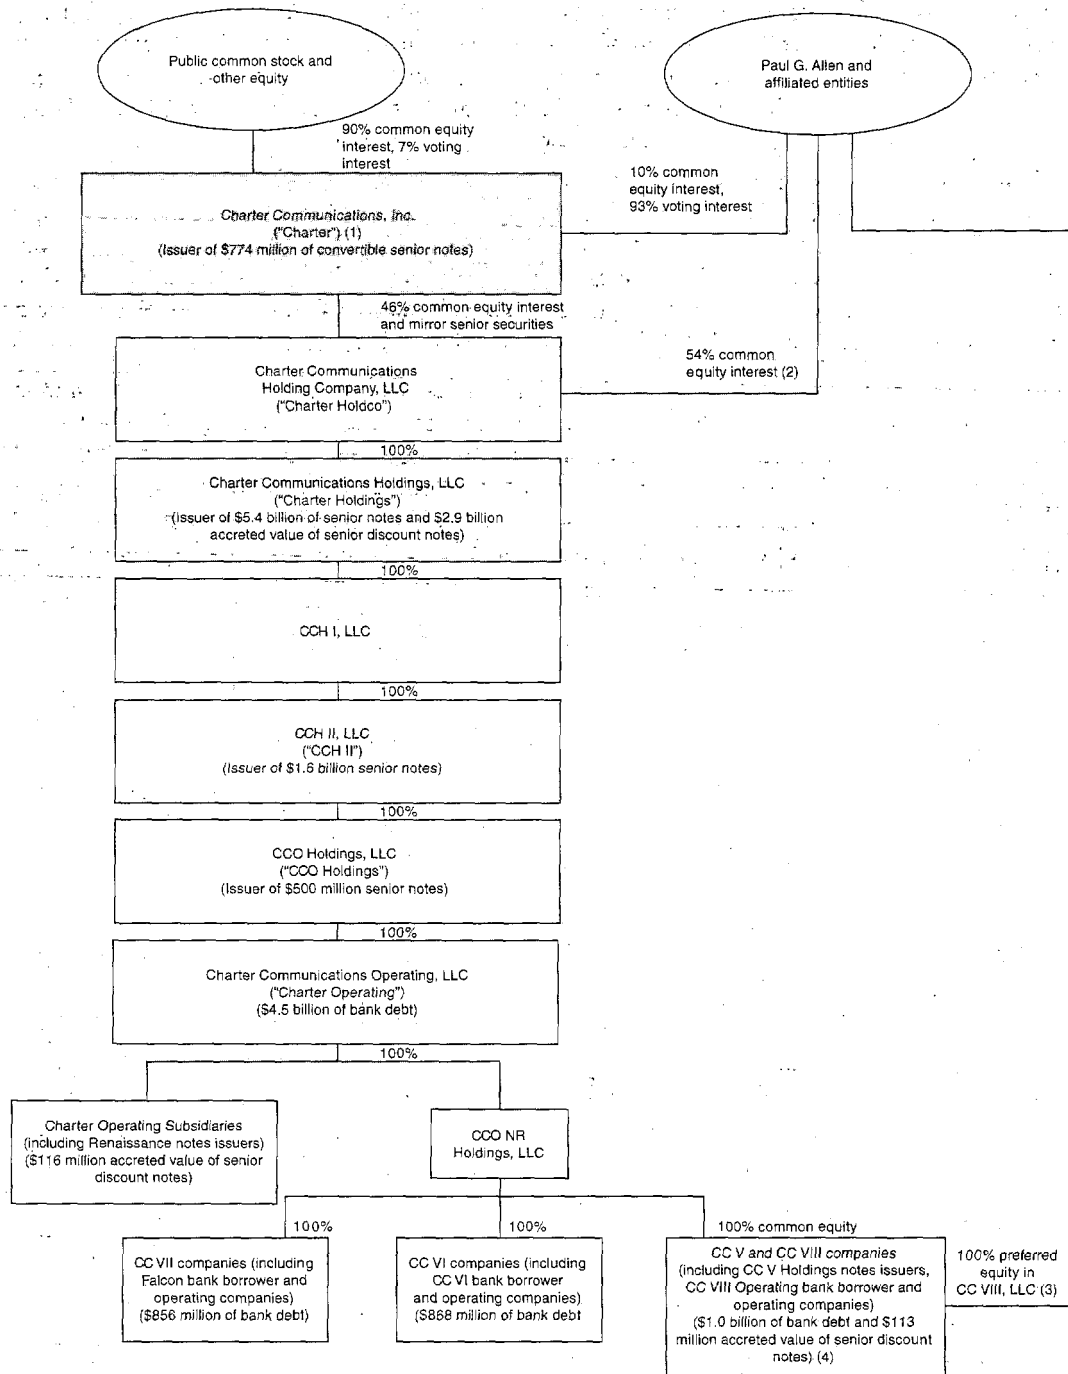 Public common stock and
other equity
Paul G. Allen and
affiliated entities
90% common equity
interest, 7% voting
interest
10% common
equity interest,
93% voting interest
Charter Communications, Inc.
("Charter") (1)
(Issuer of $774 million of convertible senior notes)
46% common equity interest
and mirror senior securities
54% common
equity interest (2)
Charter Communications
Holding Company, LLC
("Charter Holdco")
100%
Charter Communications Holdings, LLC
("Charter Holdings")
(Issuer of $5.4 billion of senior notes and $2.9 billion
accreted value of senior discount notes)
100%
CCH I, LLC
100%
CCH II, LLC
("CCH II")
(Issuer of $1.6 billion senior notes)
100%
CCO Holdings, LLC
("CCO Holdings")
(Issuer of $500 million senior notes)
100%
Charter Communications Operating, LLC
("Charter Operating")
($4.5 billion of bank debt)
100%
Charter Operating Subsidiaries
(including Renaissance notes issuers)
($116 million accreted value of senior
discount notes)
CCO NR
Holdings, LLC
100%
100%
100% common equity
CC VII companies (including
Falcon bank borrower and
operating companies)
($856 million of bank debt)
CC VI companies (including
CC VI bank borrower
and operating companies)
($868 million of bank debt
CC V and CC VIII companies
(including CC V Holdings notes issuers,
CC VIII Operating bank borrower and
operating companies)
($1.0 billion of bank debt and $113
million accreted value of senior discount
notes) (4)
100% preferred
equity in
CC VIII, LLC (3)